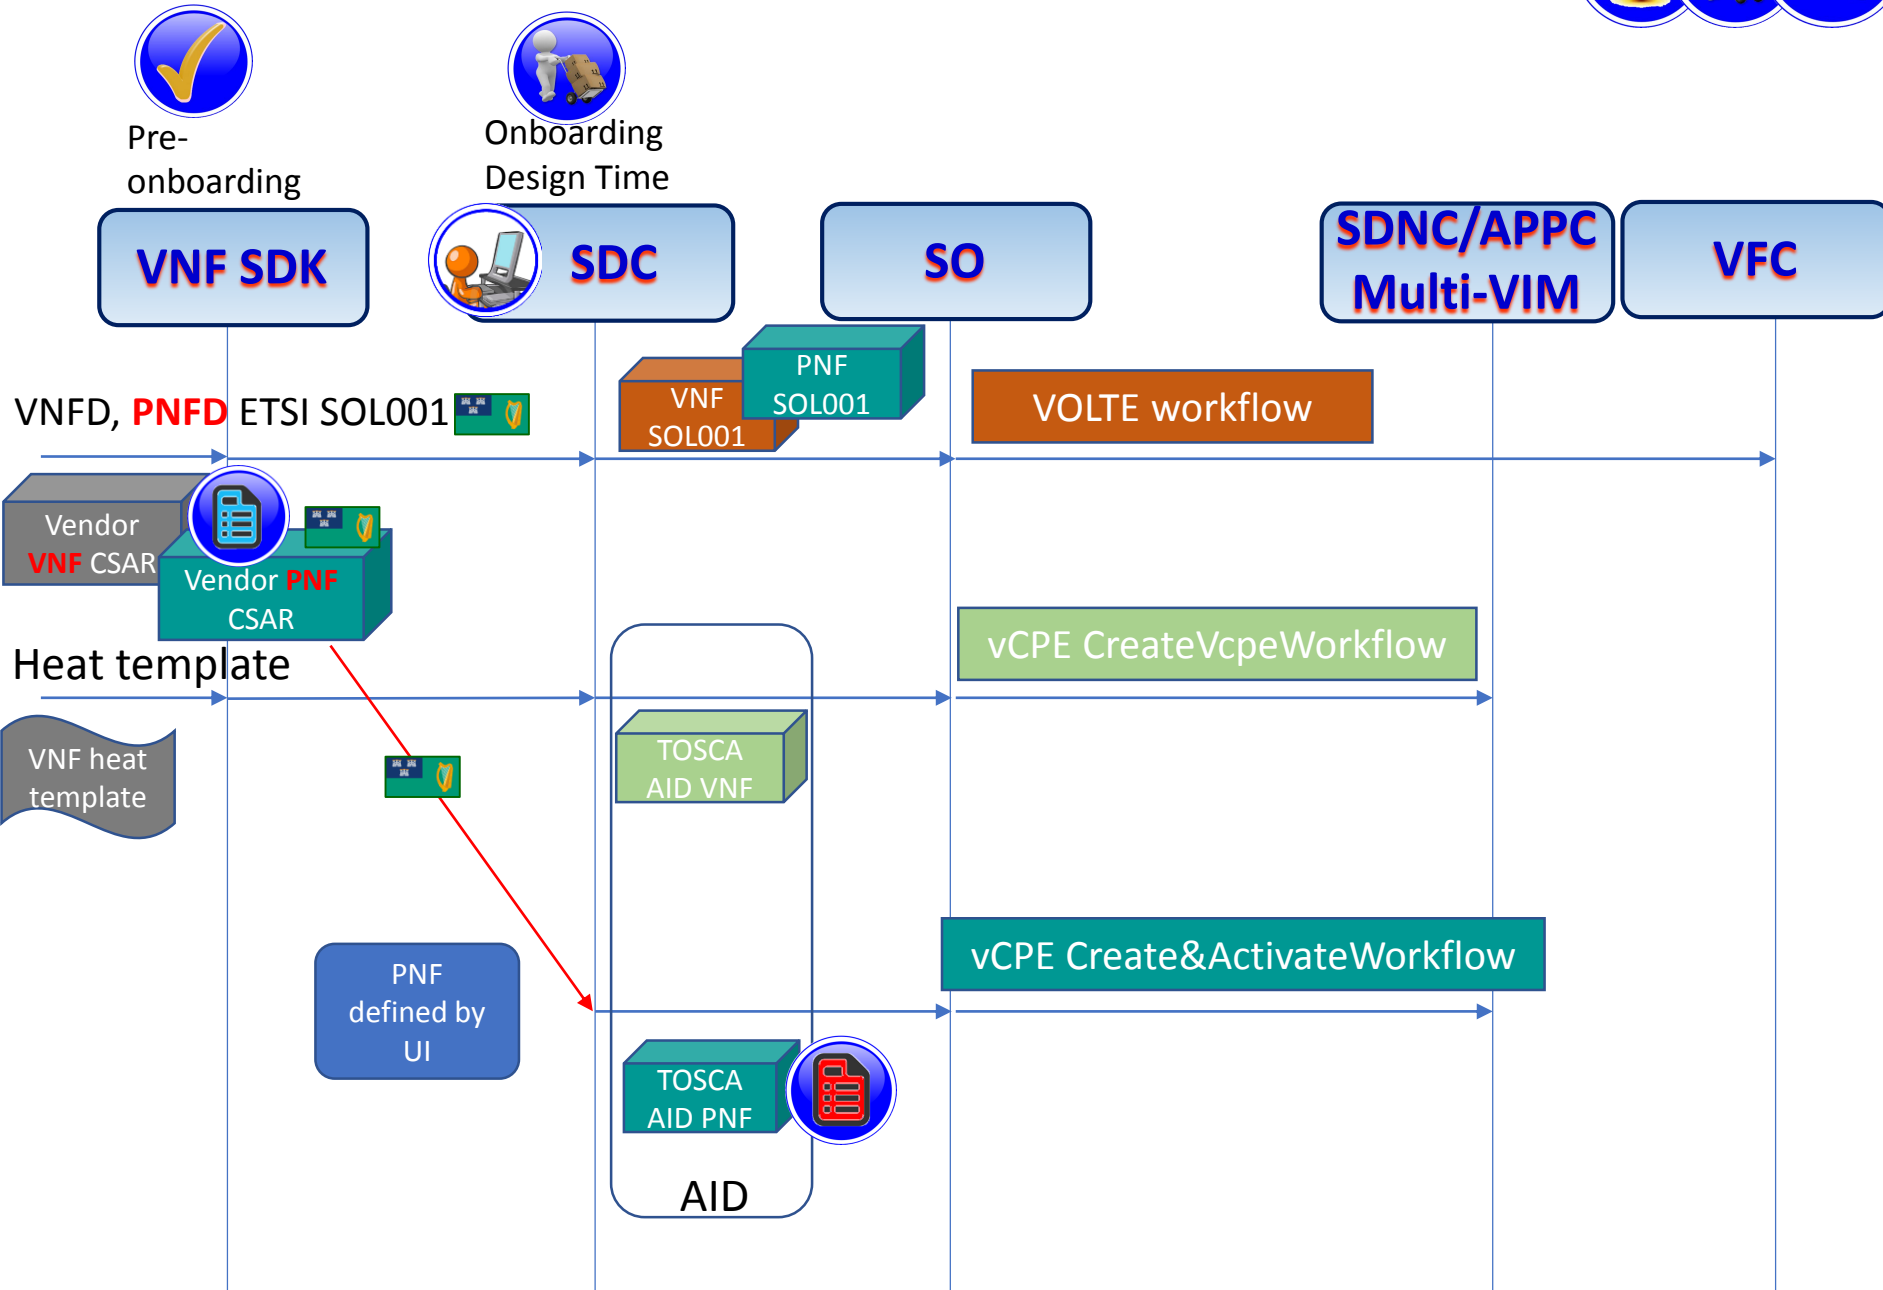 Pre-
onboarding
Onboarding
Design Time
VNF SDK
SDC
SO
SDNC/APPC
Multi-VIM
VFC
VNFD, PNFD ETSI SOL001
VNF
SOL001
PNF
SOL001
VOLTE workflow
Vendor
VNF CSAR
Vendor PNF
CSAR
Heat template
vCPE CreateVcpeWorkflow
VNF heat
template
TOSCA
AID VNF
PNF
defined by
UI
vCPE Create&ActivateWorkflow
TOSCA
AID PNF
AID